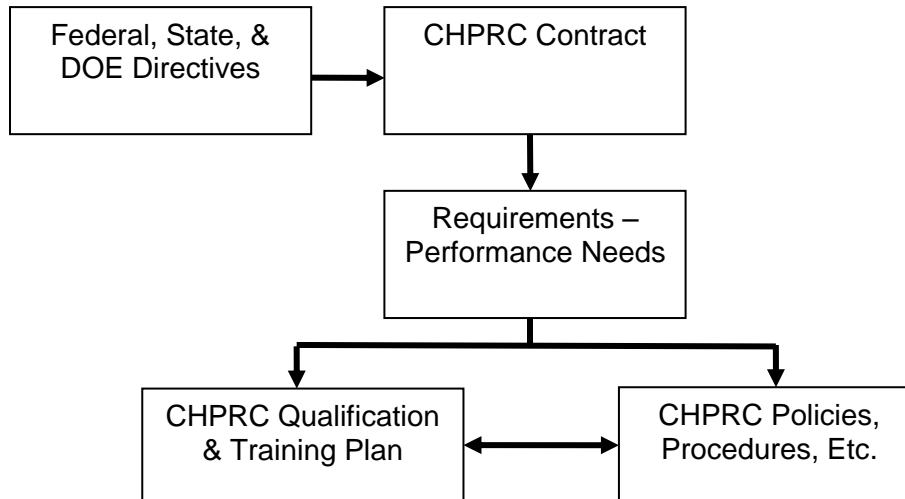 Federal, State, &
DOE Directives
CHPRC Contract
Requirements –
Performance Needs
CHPRC Qualification
& Training Plan
CHPRC Policies,
Procedures, Etc.